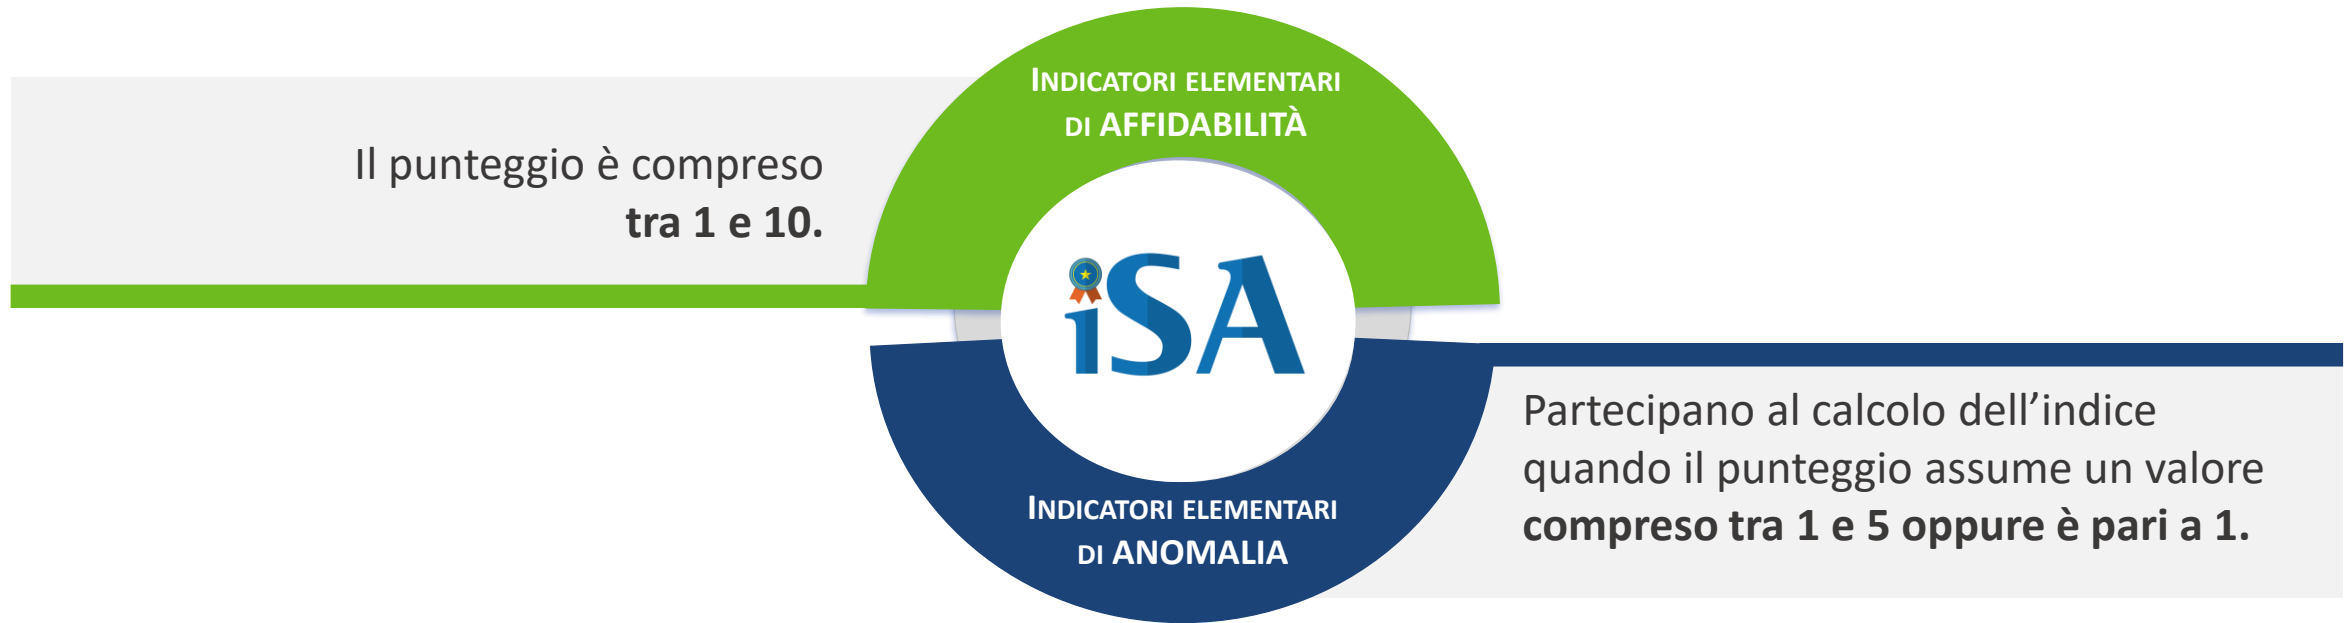 INDICATORI ELEMENTARI
DI AFFIDABILITÀ
Il punteggio è compreso
tra 1 e 10.
iSA
Partecipano al calcolo dell’indice
quando il punteggio assume un valore
compreso tra 1 e 5 oppure è pari a 1.
INDICATORI ELEMENTARI
DI ANOMALIA